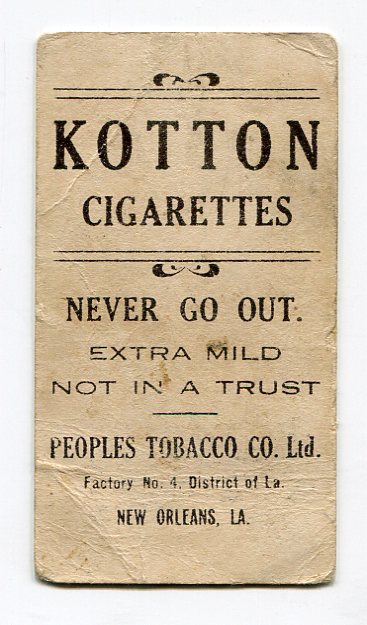 KOTTON
CIGARETTES
NEVER GO OUT.
EXTRA MILD
NOT IN A TRUST
PEOPLES TOBACCO CO. Ltd.
Factory No. 4, District of La.
NEW ORLEANS, LA.